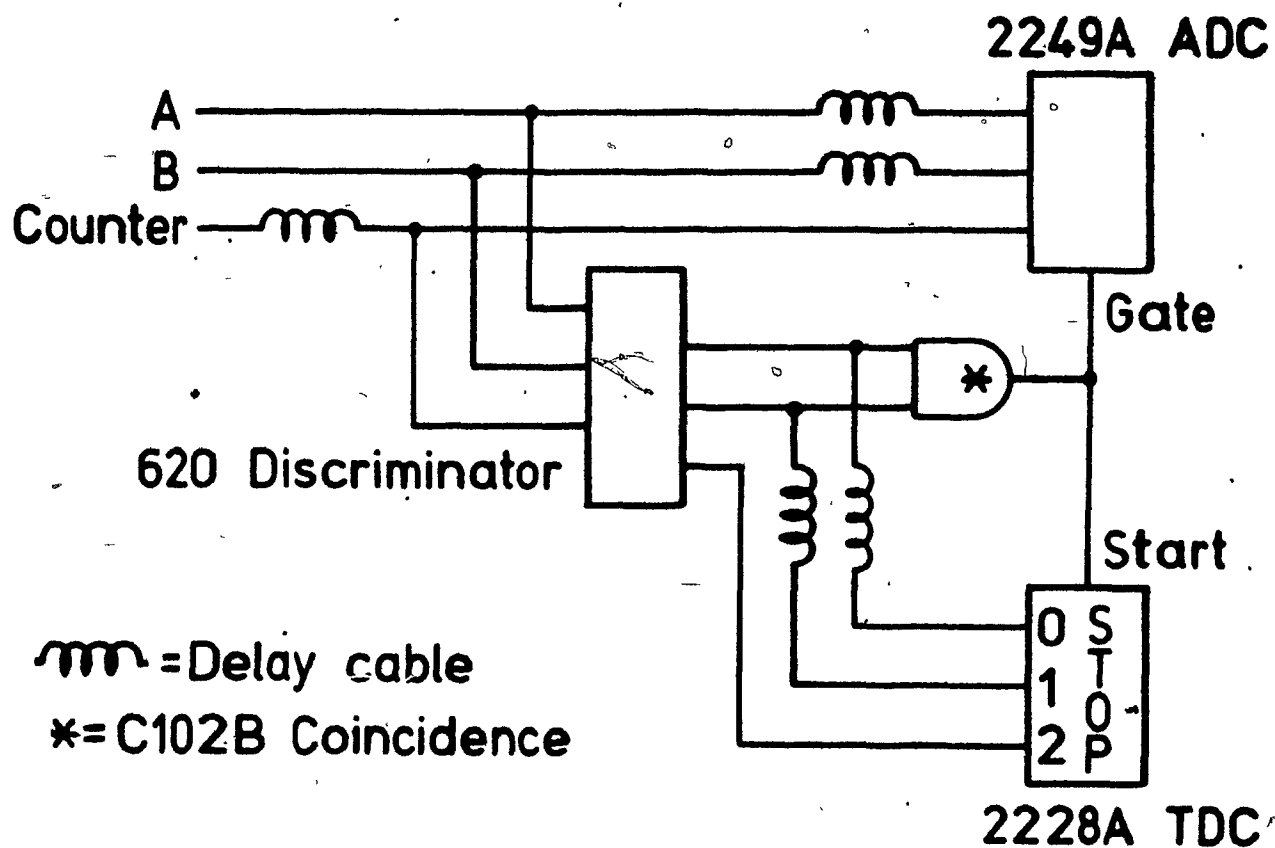 2249A ADC
A
B
Counter
Gate
*
620 Discriminator
Start
0
1
2
STOP
=Delay cable
*=C102B Coincidence
2228A TDC